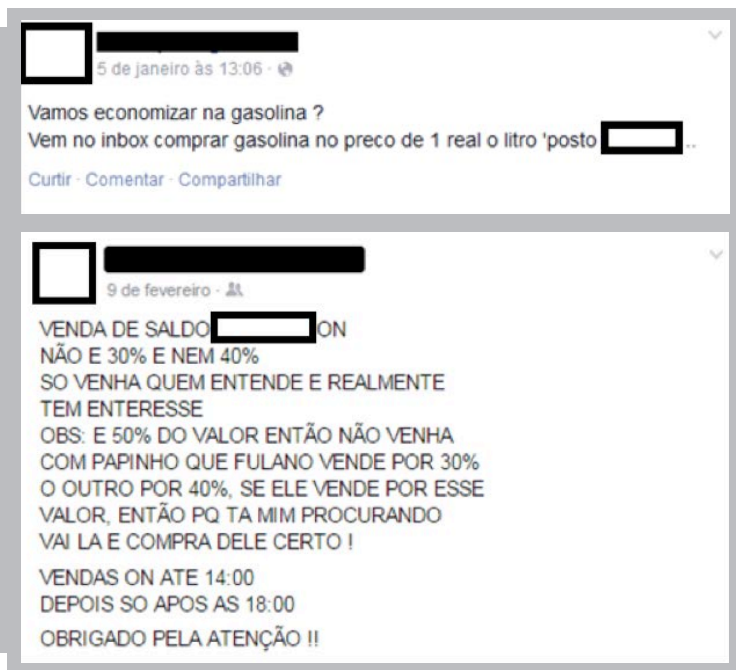 5 de janeiro às 13:06 ·
Vamos economizar na gasolina ?
Vem no inbox comprar gasolina no preco de 1 real o litro 'posto ..
Curtir · Comentar · Compartilhar
9 de fevereiro ·
VENDA DE SALDO ON
NÃO E 30% E NEM 40%
SO VENHA QUEM ENTENDE E REALMENTE
TEM ENTERESSE
OBS: E 50% DO VALOR ENTÃO NÃO VENHA
COM PAPINHO QUE FULANO VENDE POR 30%
O OUTRO POR 40%, SE ELE VENDE POR ESSE
VALOR, ENTÃO PQ TA MIM PROCURANDO
VAI LA E COMPRA DELE CERTO !
VENDAS ON ATE 14:00
DEPOIS SO APOS AS 18:00
OBRIGADO PELA ATENÇÃO !!